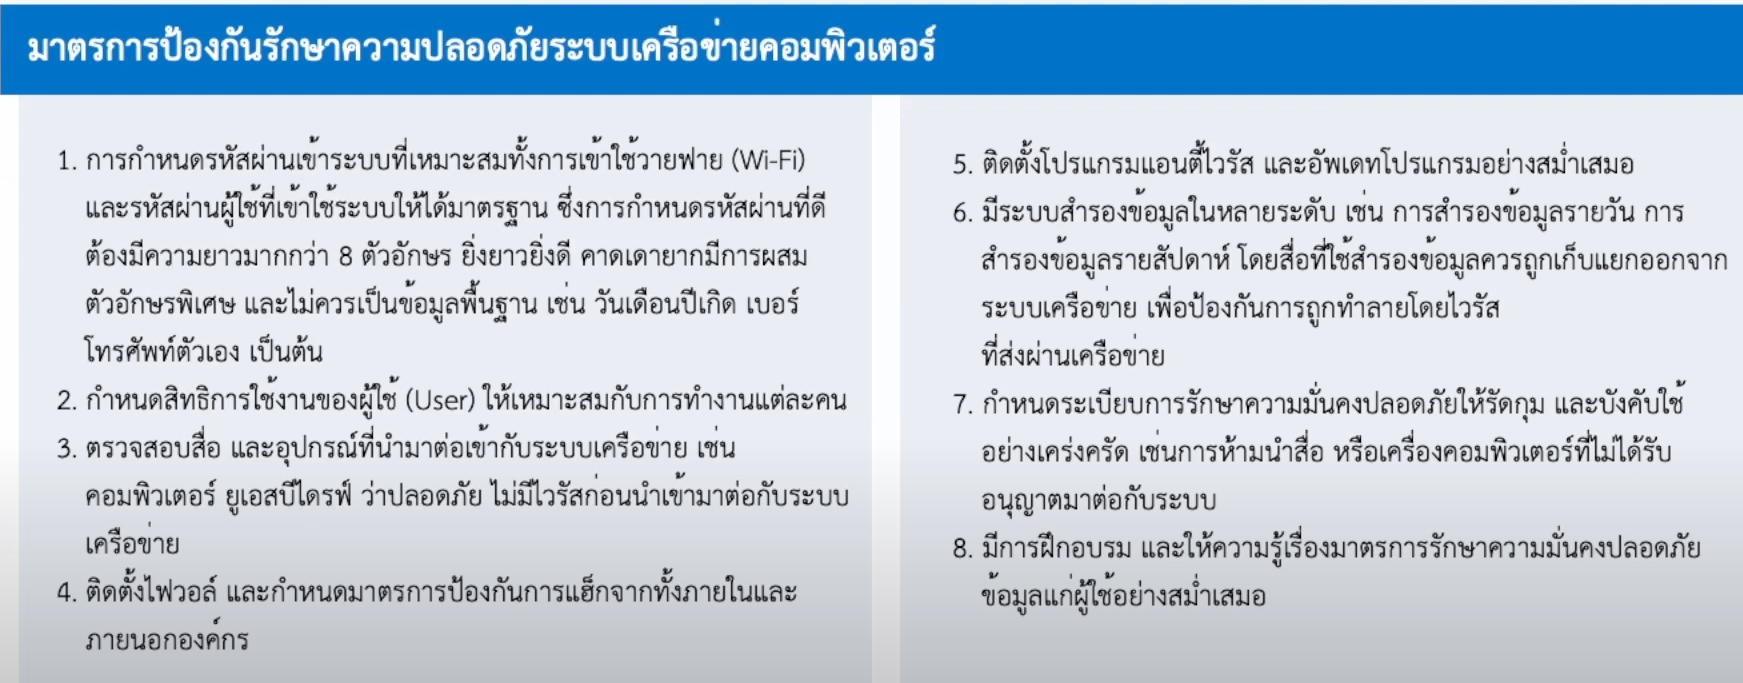 มาตรการป้องกันรักษาความปลอดภัยระบบเครือข่ายคอมพิวเตอร์
1. การกำหนดรหัสผ่านเข้าระบบที่เหมาะสมทั้งการเข้าใช้วายฟาย (Wi-Fi)
และรหัสผ่านผู้ใช้ที่เข้าใช้ระบบให้ได้มาตรฐาน ซึ่งการกำหนดรหัสผ่านที่ดี
ต้องมีความยาวมากกว่า 8 ตัวอักษร ยิ่งยาวยิ่งดี คาดเดายากมีการผสม
ตัวอักษรพิเศษ และไม่ควรเป็นข้อมูลพื้นฐาน เช่น วันเดือนปีเกิด เบอร์
โทรศัพท์ตัวเอง เป็นต้น
2. กำหนดสิทธิการใช้งานของผู้ใช้ (User) ให้เหมาะสมกับการทำงานแต่ละคน
3. ตรวจสอบสื่อ และอุปกรณ์ที่นำมาต่อเข้ากับระบบเครือข่าย เช่น
คอมพิวเตอร์ ยูเอสบีไดรฟ์ ว่าปลอดภัย ไม่มีไวรัสก่อนนำเข้ามาต่อกับระบบ
เครือข่าย
4. ติดตั้งไฟวอล์ และกำหนดมาตรการป้องกันการแฮ็กจากทั้งภายในและ
ภายนอกองค์กร
5. ติดตั้งโปรแกรมแอนตี้ไวรัส และอัพเดทโปรแกรมอย่างสม่ำเสมอ
6. มีระบบสำรองข้อมูลในหลายระดับ เช่น การสำรองข้อมูลรายวัน การ
สำรองข้อมูลรายสัปดาห์ โดยสื่อที่ใช้สำรองข้อมูลควรถูกเก็บแยกออกจาก
ระบบเครือข่าย เพื่อป้องกันการถูกทำลายโดยไวรัส
ที่ส่งผ่านเครือข่าย
7. กำหนดระเบียบการรักษาความมั่นคงปลอดภัยให้รัดกุม และบังคับใช้
อย่างเคร่งครัด เช่นการห้ามนำสื่อ หรือเครื่องคอมพิวเตอร์ที่ไม่ได้รับ
อนุญาตมาต่อกับระบบ
8. มีการฝึกอบรม และให้ความรู้เรื่องมาตรการรักษาความมั่นคงปลอดภัย
ข้อมูลแก่ผู้ใช้อย่างสม่ำเสมอ